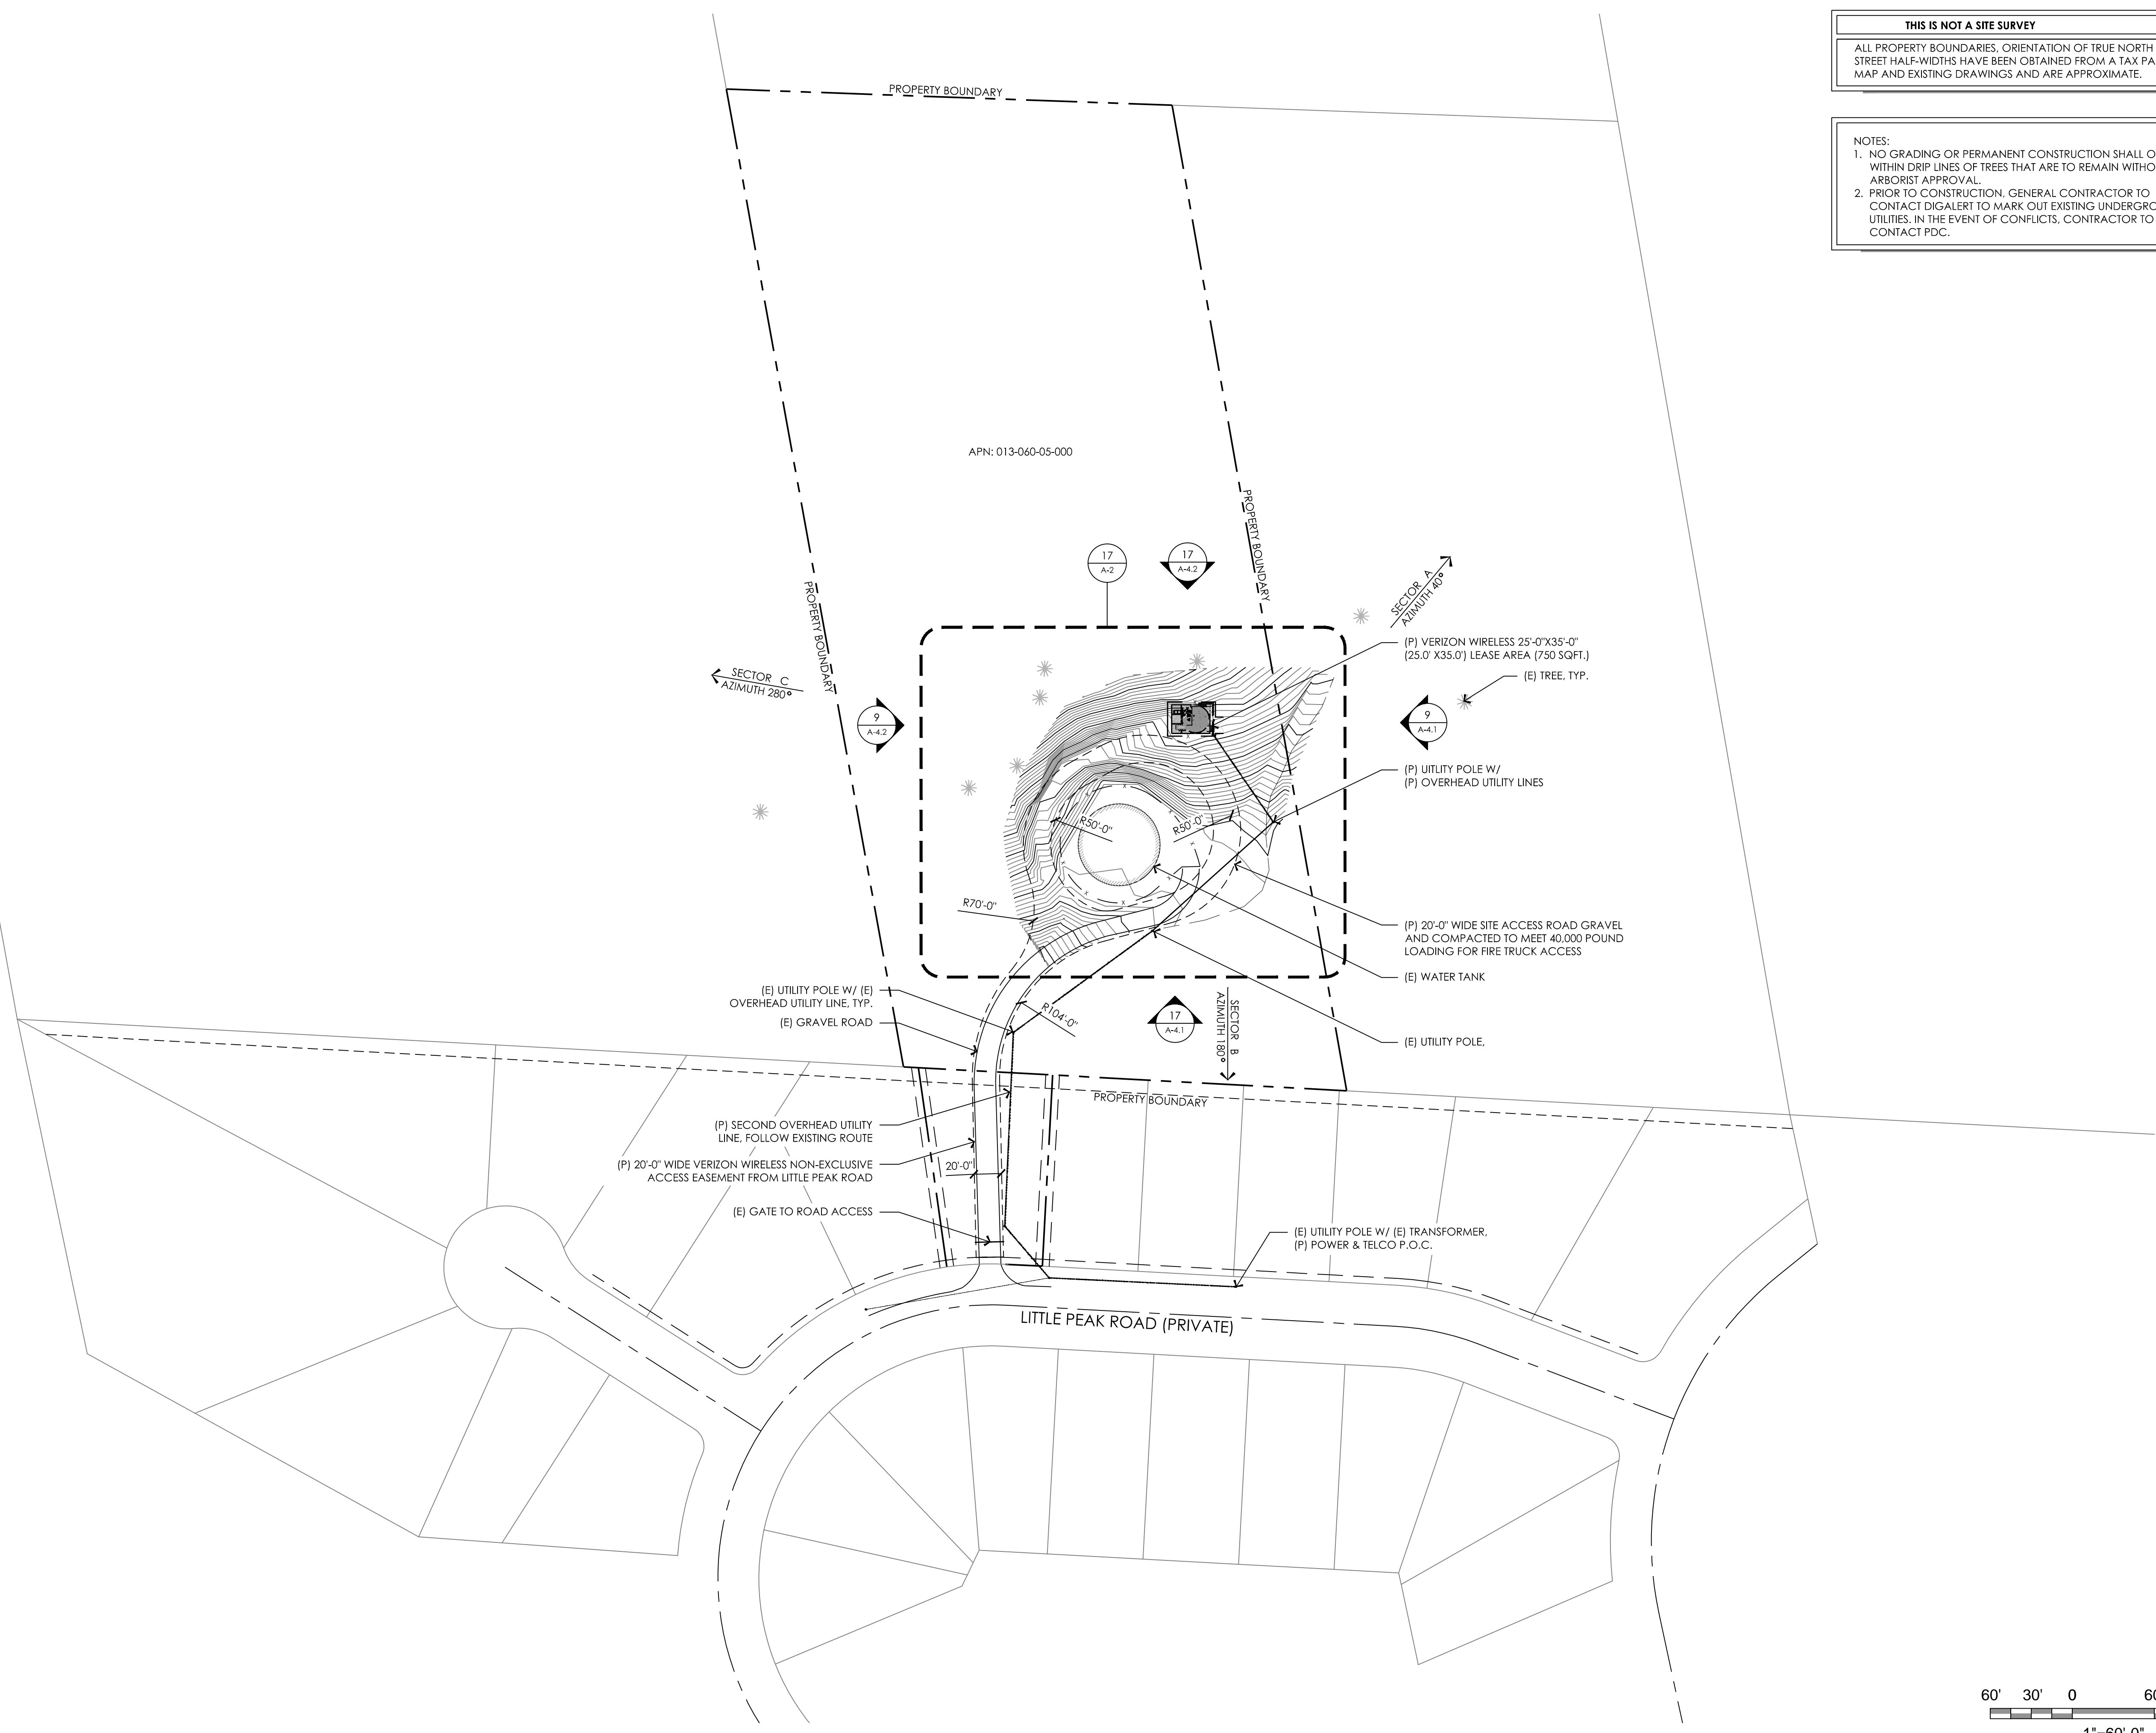 THIS IS NOT A SITE SURVEY
ALL PROPERTY BOUNDARIES, ORIENTATION OF TRUE NORTH
STREET HALF-WIDTHS HAVE BEEN OBTAINED FROM A TAX PA
MAP AND EXISTING DRAWINGS AND ARE APPROXIMATE.
NOTES:
1. NO GRADING OR PERMANENT CONSTRUCTION SHALL O
WITHIN DRIP LINES OF TREES THAT ARE TO REMAIN WITHO
ARBORIST APPROVAL.
2. PRIOR TO CONSTRUCTION, GENERAL CONTRACTOR TO
CONTACT DIGALERT TO MARK OUT EXISTING UNDERGRO
UTILITIES. IN THE EVENT OF CONFLICTS, CONTRACTOR TO
CONTACT PDC.
PROPERTY BOUNDARY
APN: 013-060-05-000
PROPERTY BOUNDARY
PROPERTY BOUNDARY
17
A-2
17
A-4.2
SECTOR A
AZIMUTH 40°
SECTOR C
AZIMUTH 280°
9
A-4.2
9
A-4.1
(P) VERIZON WIRELESS 25'-0"X35'-0"
(25.0' X35.0') LEASE AREA (750 SQFT.)
(E) TREE, TYP.
(P) UITLITY POLE W/
(P) OVERHEAD UTILITY LINES
R50'-0"
R50'-0"
R70'-0"
(P) 20'-0" WIDE SITE ACCESS ROAD GRAVEL
AND COMPACTED TO MEET 40,000 POUND
LOADING FOR FIRE TRUCK ACCESS
(E) WATER TANK
(E) UTILITY POLE,
(E) UTILITY POLE W/ (E)
OVERHEAD UTILITY LINE, TYP.
(E) GRAVEL ROAD
R104'-0"
17
A-4.1
SECTOR B
AZIMUTH 180°
PROPERTY BOUNDARY
(P) SECOND OVERHEAD UTILITY
LINE, FOLLOW EXISTING ROUTE
(P) 20'-0" WIDE VERIZON WIRELESS NON-EXCLUSIVE
ACCESS EASEMENT FROM LITTLE PEAK ROAD
20'-0"
(E) GATE TO ROAD ACCESS
(E) UTILITY POLE W/ (E) TRANSFORMER,
(P) POWER & TELCO P.O.C.
LITTLE PEAK ROAD (PRIVATE)
60' 30' 0 60
1"=60'-0"